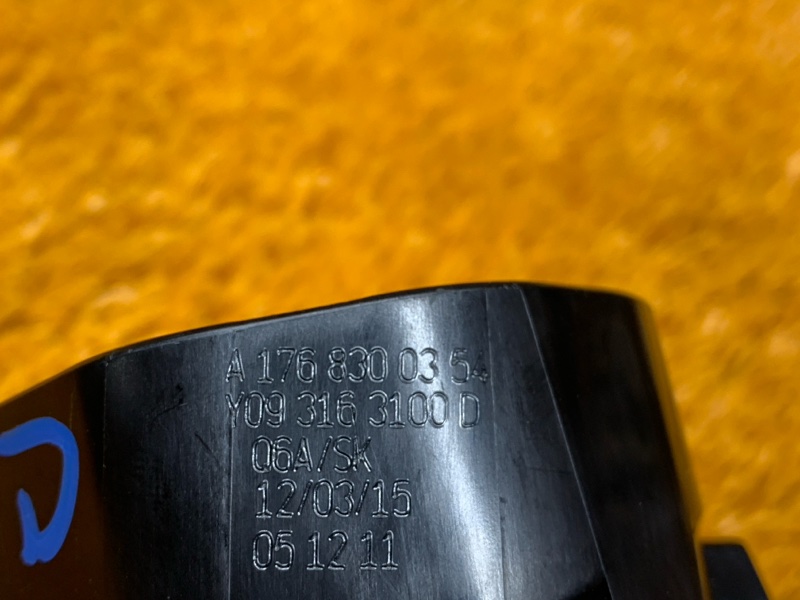 A 176 830 03 54
Y09 316 3100 D
Q6A/SK
12/03/15
05 12 11
D